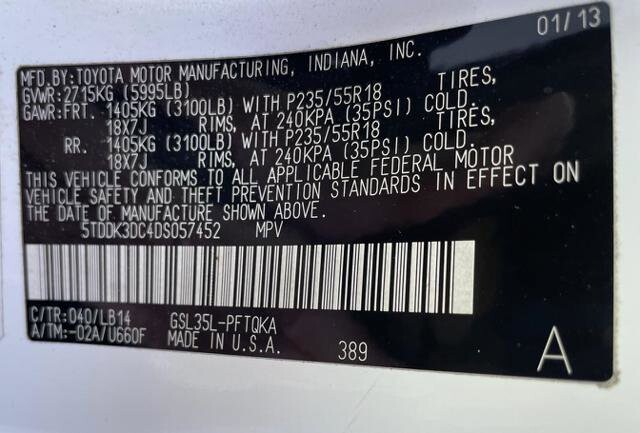 01/13
MFD.BY:TOYOTA MOTOR MANUFACTURING, INDIANA, INC.
GVWR:2715KG (5995LB)
GAWR:FRT. 1405KG (3100LB) WITH P235/55R18 TIRES,
18X7J RIMS, AT 240KPA (35PSI) COLD.
RR. 1405KG (3100LB) WITH P235/55R18 TIRES,
18X7J RIMS, AT 240KPA (35PSI) COLD.
THIS VEHICLE CONFORMS TO ALL APPLICABLE FEDERAL MOTOR
VEHICLE SAFETY AND THEFT PREVENTION STANDARDS IN EFFECT ON
THE DATE OF MANUFACTURE SHOWN ABOVE.
5TDDK3DC4DS057452 MPV
C/TR:040/LB14 GSL35L-PFTQKA
A/TM:-02A/U660F MADE IN U.S.A. 389 A